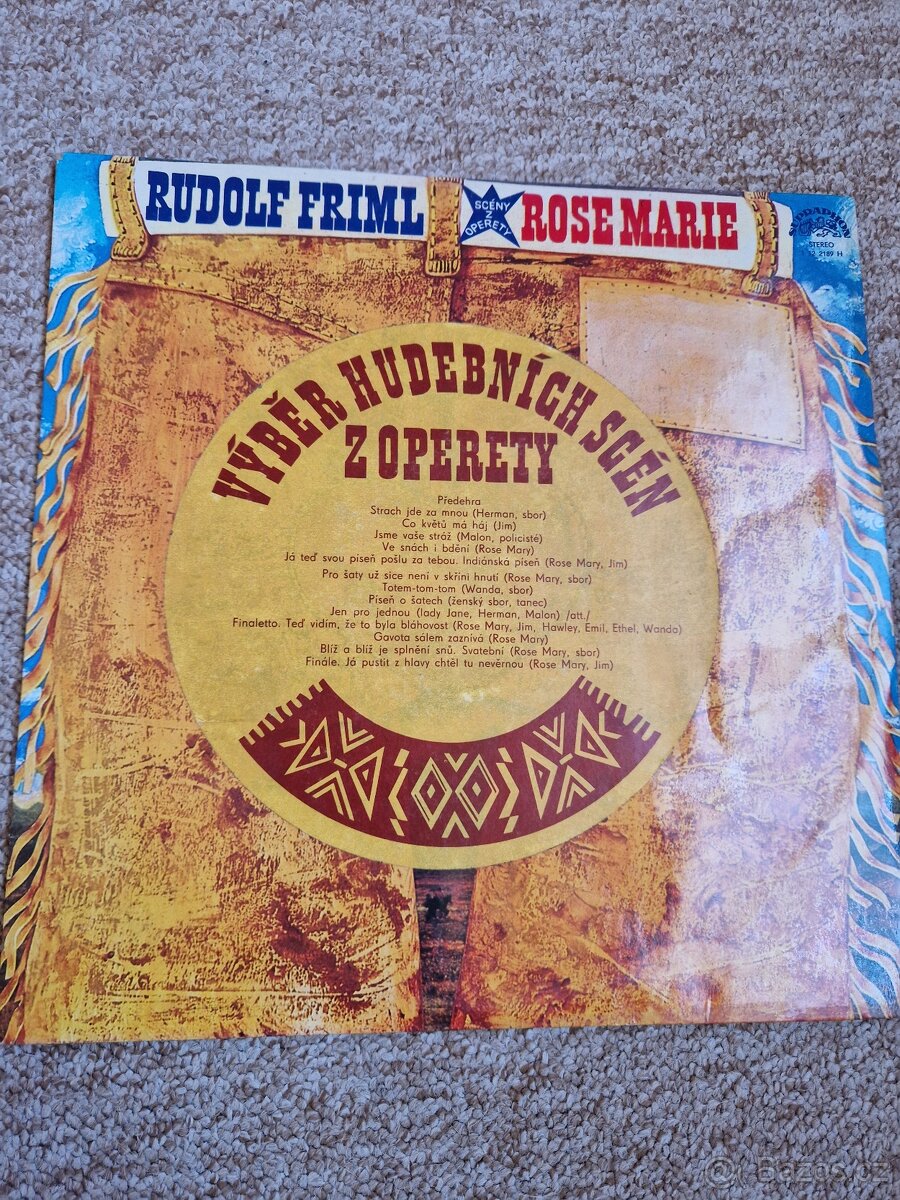 RUDOLF FRIML
SCÉNY
Z
OPERETY
ROSE MARIE
SUPRAPHON
STEREO
1 12 2189 H
VÝBĚR HUDEBNÍCH SCÉN
Z OPERETY
Předehra
Strach jde za mnou (Herman, sbor)
Co květů má háj (Jim)
Jsme vaše stráž (Malon, policisté)
Ve snách i bdění (Rose Mary)
Já teď svou píseň pošlu za tebou. Indiánská píseň (Rose Mary, Jim)
Pro šaty už sice není v skříni hnutí (Rose Mary, sbor)
Totem-tom-tom (Wanda, sbor)
Píseň o šatech (ženský sbor, tanec)
Jen pro jednou (lady Jane, Herman, Malon) /att./
Finaletto. Teď vidím, že to byla bláhovost (Rose Mary, Jim, Hawley, Emil, Ethel, Wanda)
Gavota sálem zaznívá (Rose Mary)
Blíž a blíž je splnění snů. Svatební (Rose Mary, sbor)
Finále. Já pustit z hlavy chtěl tu nevěrnou (Rose Mary, Jim)
Bazos.cz